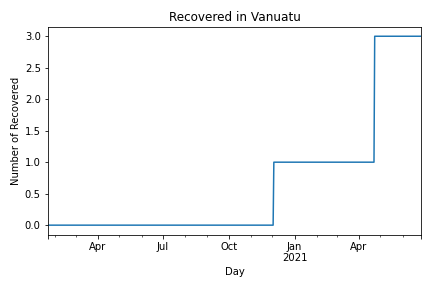 Recovered in Vanuatu
Number of Recovered
3.0
2.5
2.0
1.5
1.0
0.5
0.0
Apr
Jul
Oct
Jan
2021
Apr
Day